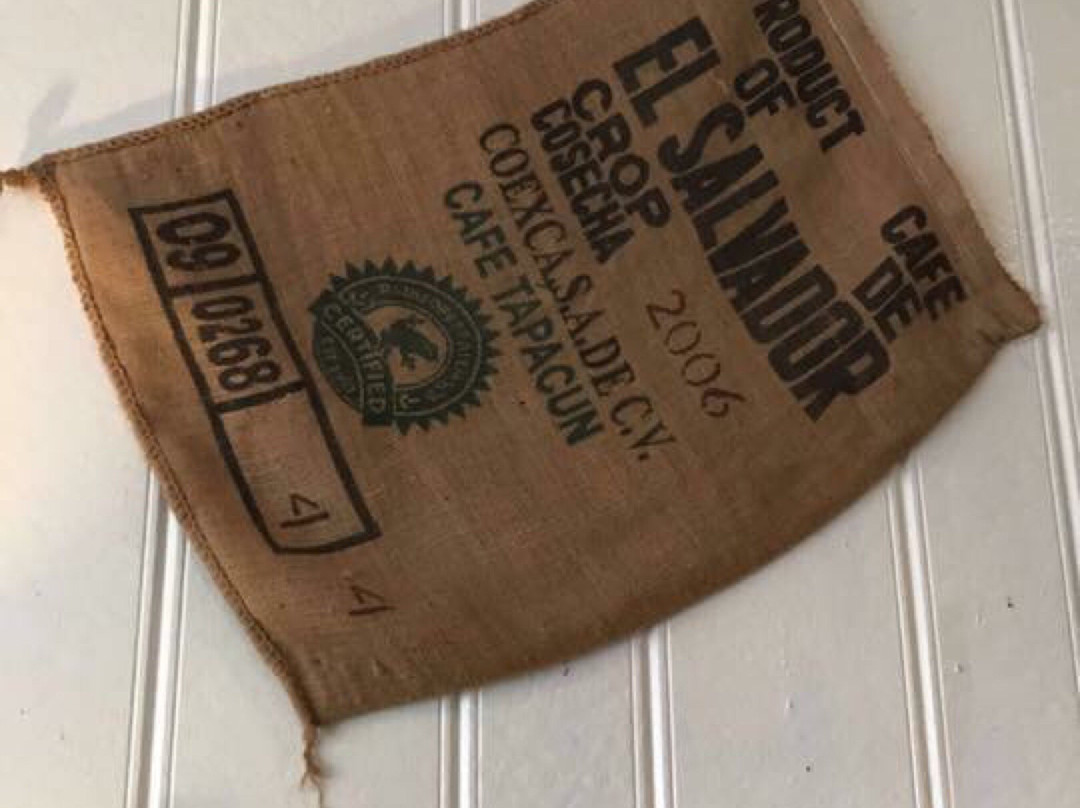 RODUCT CAFE
OF DE
EL SALVADOR
CROP
COSECHA 2006
COEXCA,S.A.DE C.V.
CAFE TAPACUN
CERTIFIED
09/0268/ 4
4